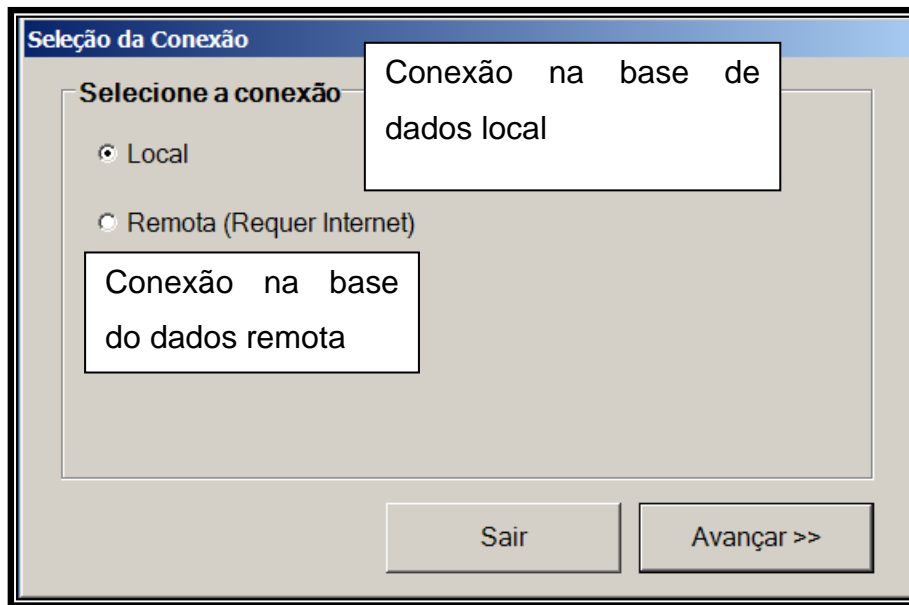 Seleção da Conexão
Selecione a conexão
Conexão na base de
dados local
Local
Remota (Requer Internet)
Conexão na base
do dados remota
Sair
Avançar >>